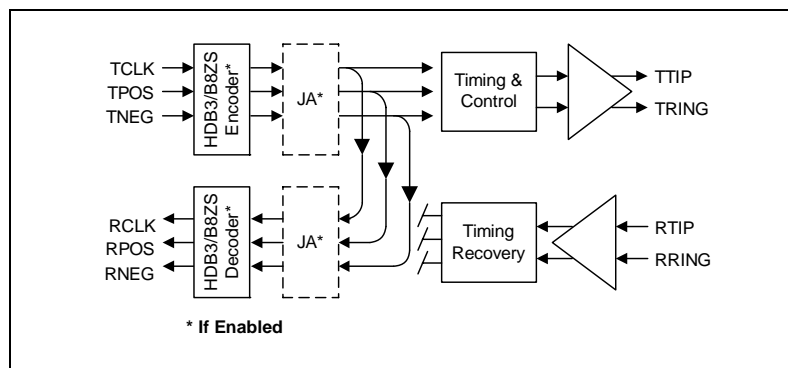 TCLK
TPOS
TNEG
HDB3/B8ZS
Encoder*
JA*
Timing &
Control
TTIP
TRING
RCLK
RPOS
RNEG
HDB3/B8ZS
Decoder*
JA*
Timing
Recovery
RTIP
RRING
* If Enabled